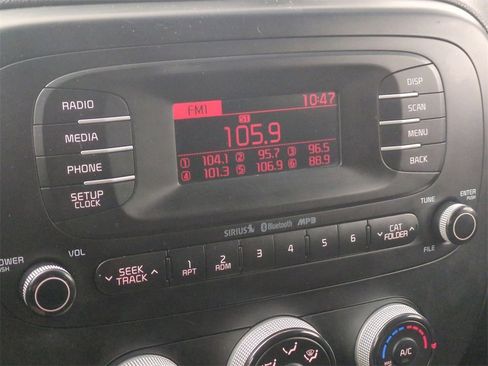 RADIO
MEDIA
PHONE
SETUP
CLOCK
FM1 10:47
ST
105.9
1 104.1 2 95.7 3 96.5
4 101.3 5 106.9 6 88.9
DISP
SCAN
MENU
BACK
SIRIUS Bluetooth MP3
TUNE
ENTER
PUSH
FILE
POWER
PUSH
VOL
SEEK
TRACK
1
RPT
2
RDM
3
4
5
6
CAT
FOLDER
A/C